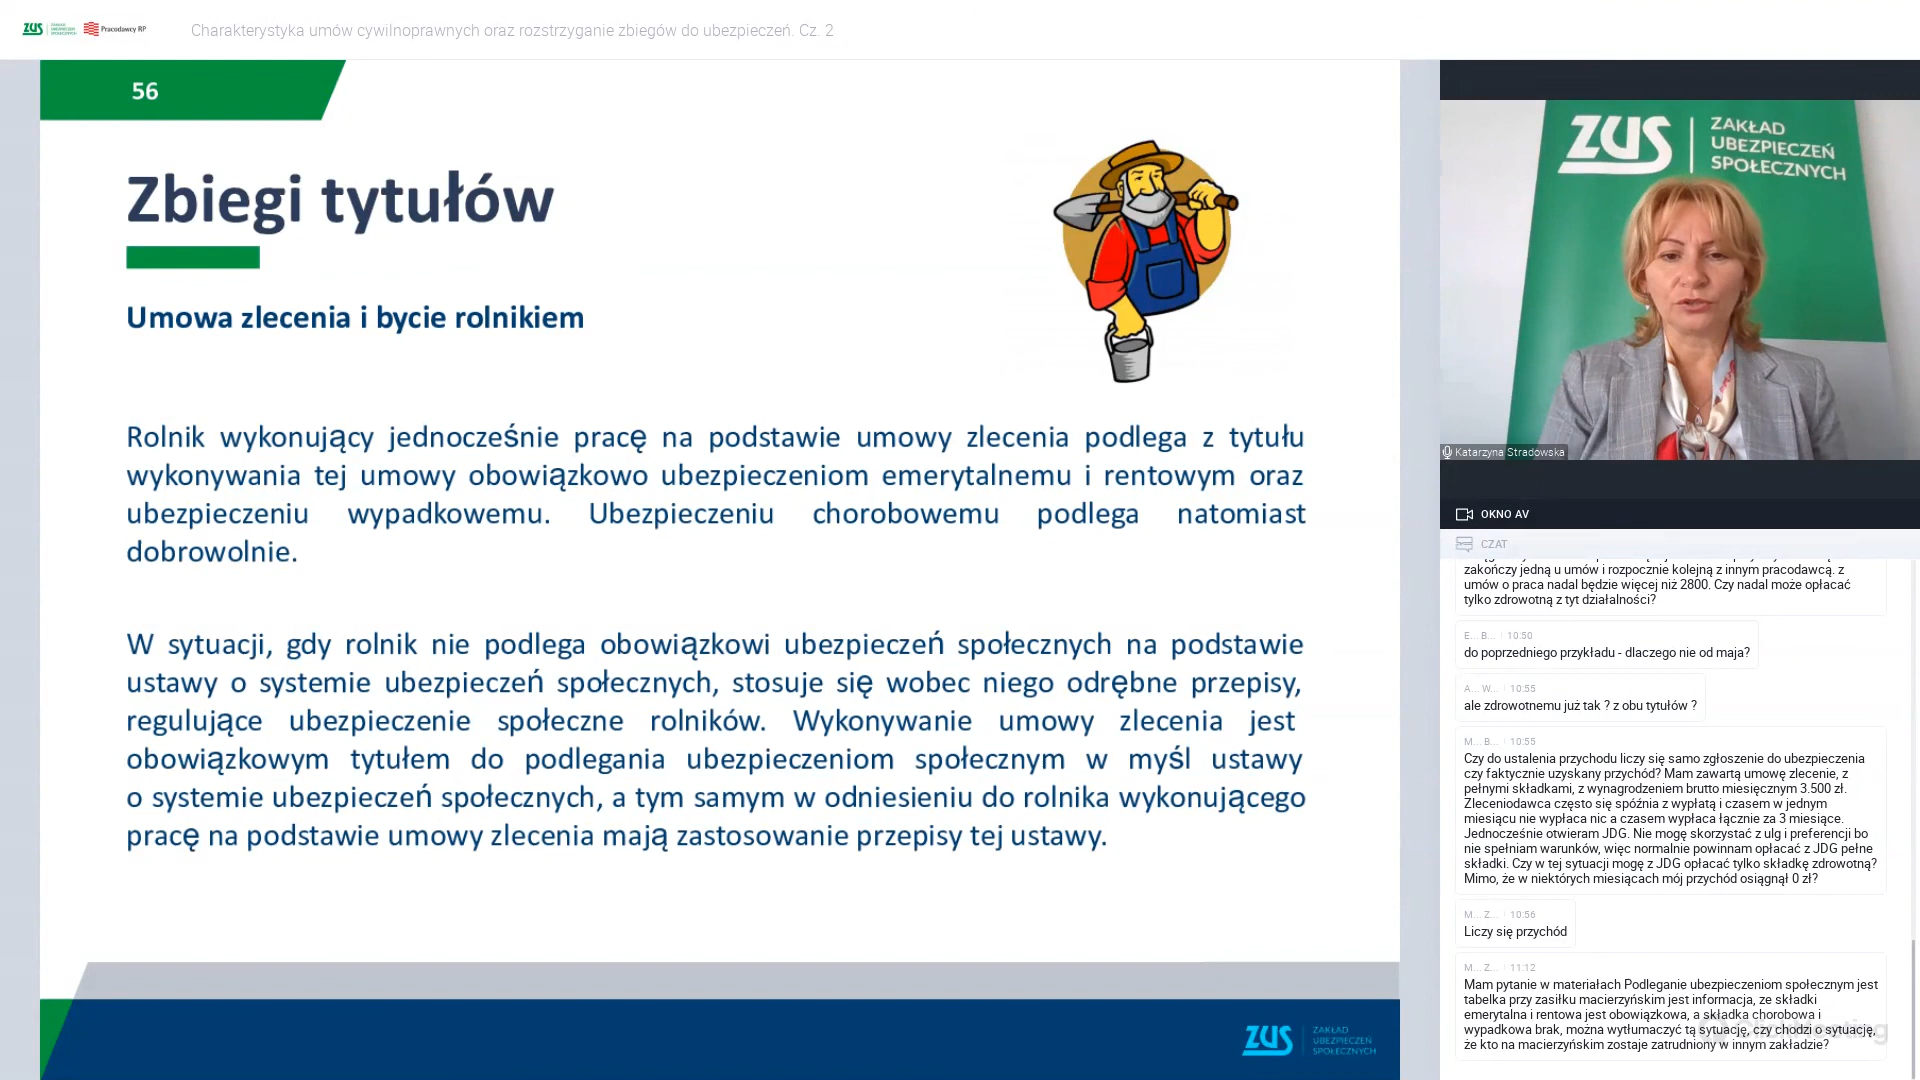 ZUS ZAKŁAD UBEZPIECZEŃ SPOŁECZNYCH Pracodawcy RP
Charakterystyka umów cywilnoprawnych oraz rozstrzyganie zbiegów do ubezpieczeń. Cz. 2
56
Zbiegi tytułów
Umowa zlecenia i bycie rolnikiem
Rolnik wykonujący jednocześnie pracę na podstawie umowy zlecenia podlega z tytułu
wykonywania tej umowy obowiązkowo ubezpieczeniom emerytalnemu i rentowym oraz
ubezpieczeniu wypadkowemu. Ubezpieczeniu chorobowemu podlega natomiast
dobrowolnie.
W sytuacji, gdy rolnik nie podlega obowiązkowi ubezpieczeń społecznych na podstawie
ustawy o systemie ubezpieczeń społecznych, stosuje się wobec niego odrębne przepisy,
regulujące ubezpieczenie społeczne rolników. Wykonywanie umowy zlecenia jest
obowiązkowym tytułem do podlegania ubezpieczeniom społecznym w myśl ustawy
o systemie ubezpieczeń społecznych, a tym samym w odniesieniu do rolnika wykonującego
pracę na podstawie umowy zlecenia mają zastosowanie przepisy tej ustawy.
ZUS ZAKŁAD
UBEZPIECZEŃ
SPOŁECZNYCH
ZUS ZAKŁAD
UBEZPIECZEŃ
SPOŁECZNYCH
Katarzyna Stradowska
OKNO AV
CZAT
zakończy jedną u umów i rozpocznie kolejną z innym pracodawcą. z
umów o praca nadal będzie więcej niż 2800. Czy nadal może opłacać
tylko zdrowotną z tyt działalności?
E... B... 10:50
do poprzedniego przykładu - dlaczego nie od maja?
A... W... 10:55
ale zdrowotnemu już tak ? z obu tytułów ?
M... B... 10:55
Czy do ustalenia przychodu liczy się samo zgłoszenie do ubezpieczenia
czy faktycznie uzyskany przychód? Mam zawartą umowę zlecenie, z
pełnymi składkami, z wynagrodzeniem brutto miesięcznym 3.500 zł.
Zleceniodawca często się spóźnia z wypłatą i czasem w jednym
miesiącu nie wypłaca nic a czasem wypłaca łącznie za 3 miesiące.
Jednocześnie otwieram JDG. Nie mogę skorzystać z ulg i preferencji bo
nie spełniam warunków, więc normalnie powinnam opłacać z JDG pełne
składki. Czy w tej sytuacji mogę z JDG opłacać tylko składkę zdrowotną?
Mimo, że w niektórych miesiącach mój przychód osiągnął 0 zł?
M... Z... 10:56
Liczy się przychód
M... Z... 11:12
Mam pytanie w materiałach Podleganie ubezpieczeniom społecznym jest
tabelka przy zasiłku macierzyńskim jest informacja, ze składki
emerytalna i rentowa jest obowiązkowa, a składka chorobowa i
wypadkowa brak, można wytłumaczyć tą sytuację, czy chodzi o sytuację,
że kto na macierzyńskim zostaje zatrudniony w innym zakładzie?